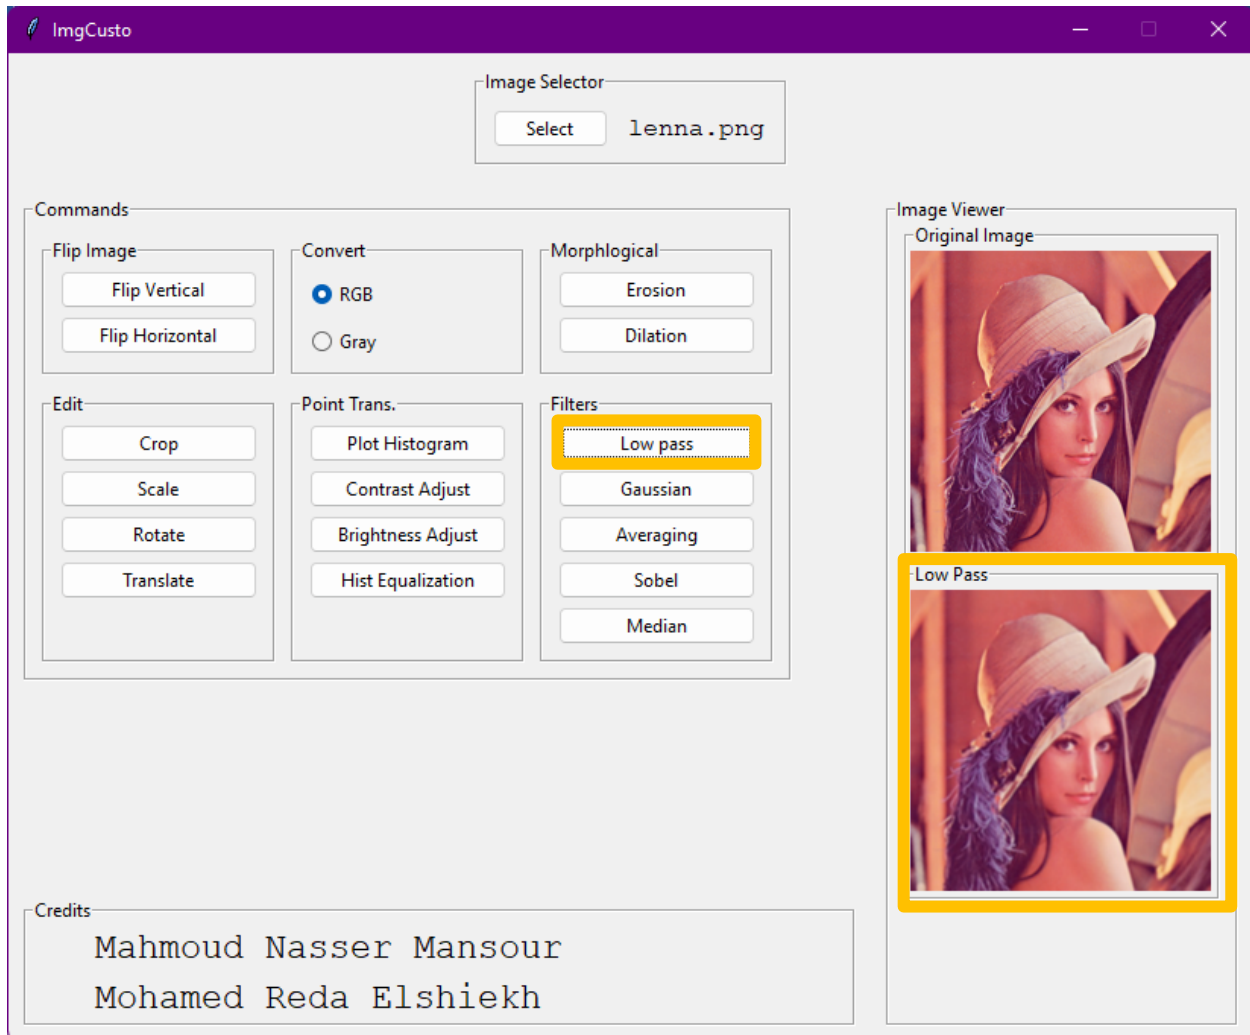 ImgCusto
Image Selector
Select lenna.png
Commands
Flip Image
Flip Vertical
Flip Horizontal
Convert
RGB
Gray
Morphlogical
Erosion
Dilation
Edit
Crop
Scale
Rotate
Translate
Point Trans.
Plot Histogram
Contrast Adjust
Brightness Adjust
Hist Equalization
Filters
Low pass
Gaussian
Averaging
Sobel
Median
Image Viewer
Original Image
Low Pass
Credits
Mahmoud Nasser Mansour
Mohamed Reda Elshiekh